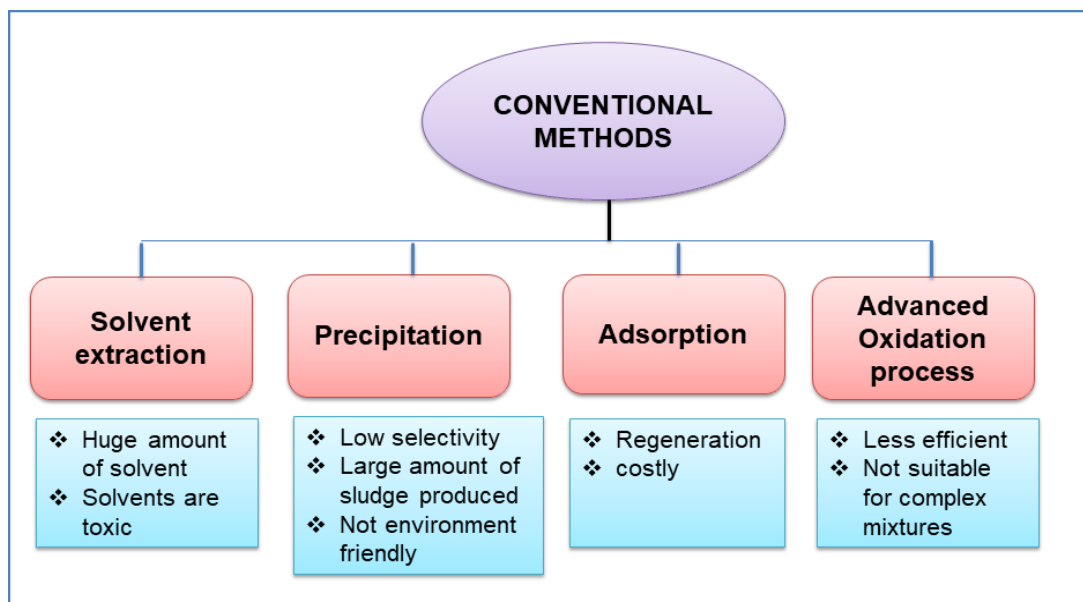 CONVENTIONAL
METHODS
Solvent
extraction
❖ Huge amount
of solvent
❖ Solvents are
toxic
Precipitation
❖ Low selectivity
❖ Large amount of
sludge produced
❖ Not environment
friendly
Adsorption
❖ Regeneration
❖ costly
Advanced
Oxidation
process
❖ Less efficient
❖ Not suitable
for complex
mixtures